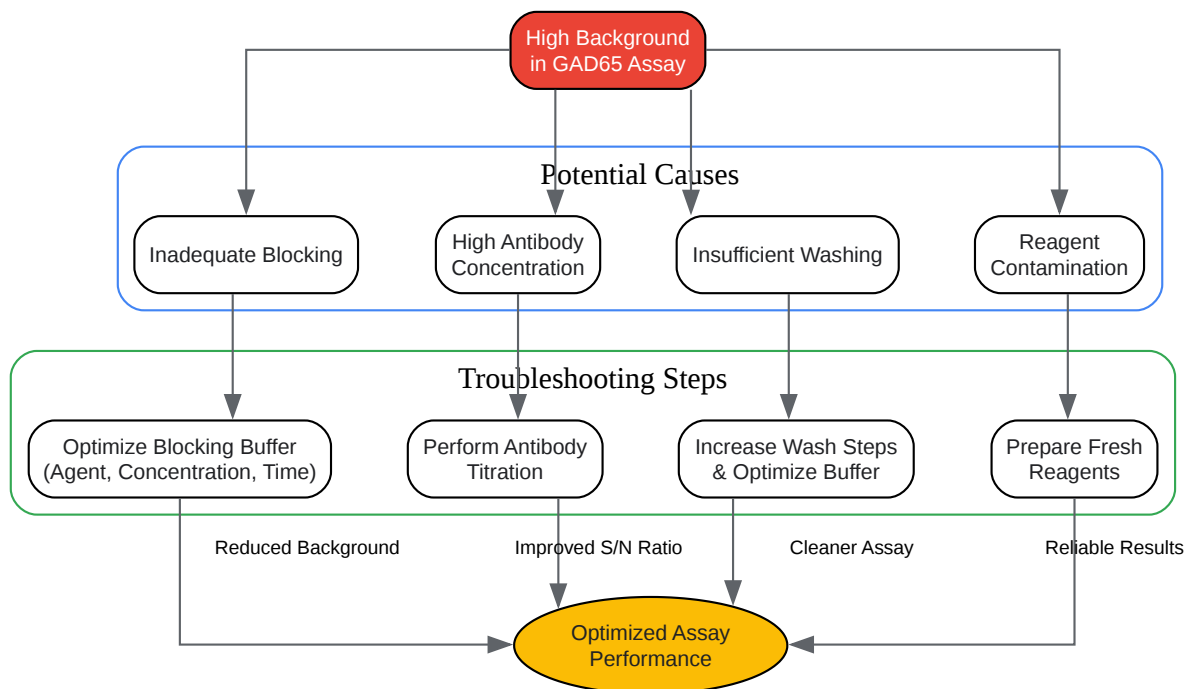 High Background
in GAD65 Assay
Potential Causes
Inadequate Blocking
High Antibody
Concentration
Insufficient Washing
Reagent
Contamination
Troubleshooting Steps
Optimize Blocking Buffer
(Agent, Concentration, Time)
Perform Antibody
Titration
Increase Wash Steps
& Optimize Buffer
Prepare Fresh
Reagents
Reduced Background
Improved S/N Ratio
Cleaner Assay
Reliable Results
Optimized Assay
Performance